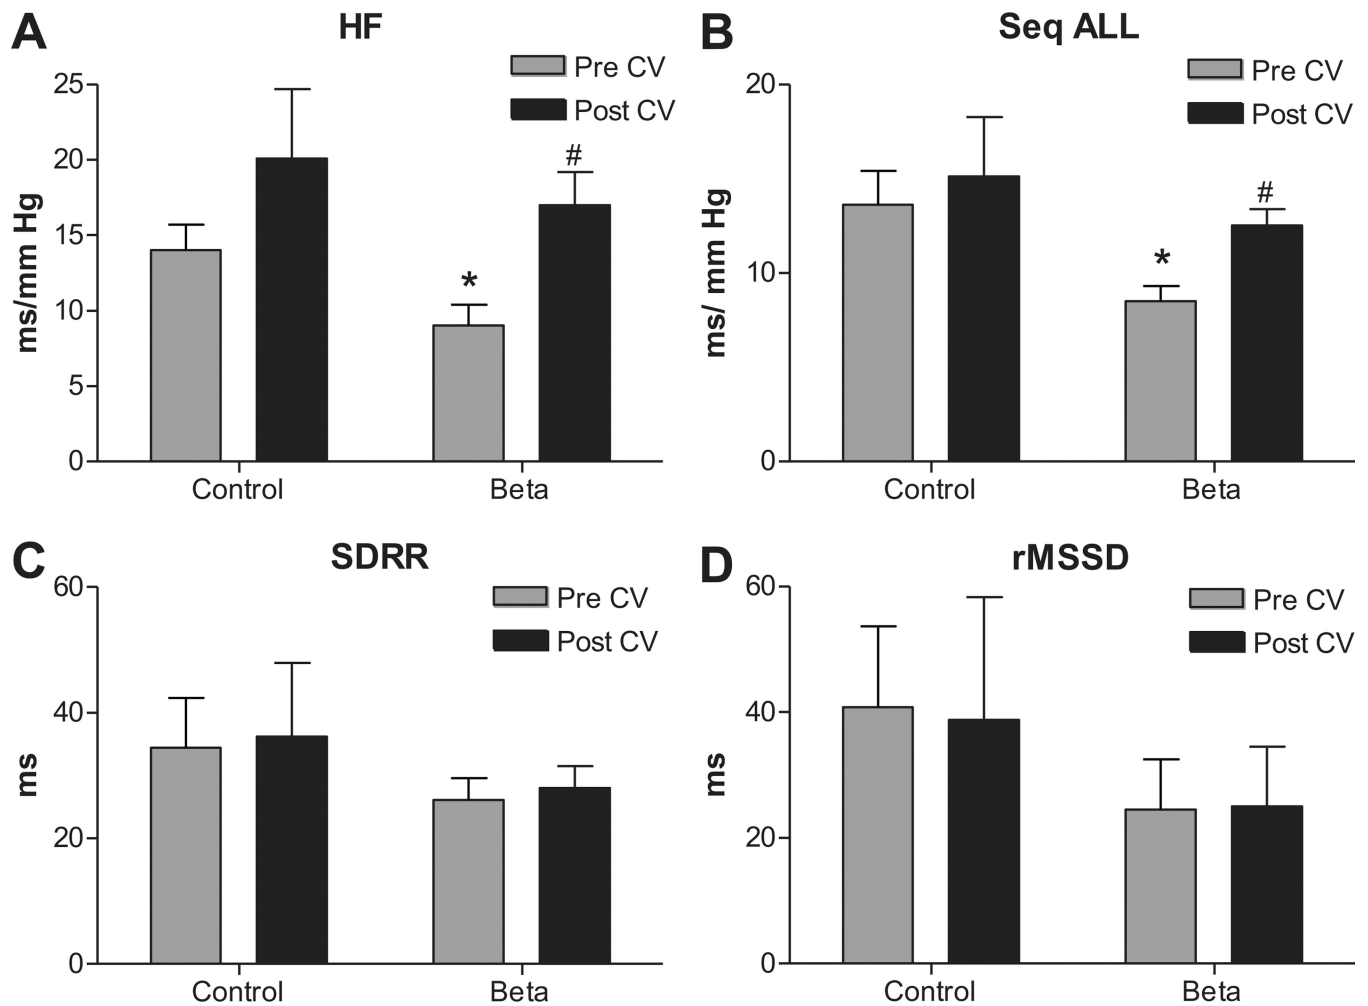 A
HF
Pre CV
Post CV
25
20
15
10
5
0
ms/mm Hg
#
*
Control
Beta
B
Seq ALL
Pre CV
Post CV
20
10
0
ms/ mm Hg
#
*
Control
Beta
C
SDRR
Pre CV
Post CV
60
40
20
0
ms
Control
Beta
D
rMSSD
Pre CV
Post CV
60
40
20
0
ms
Control
Beta